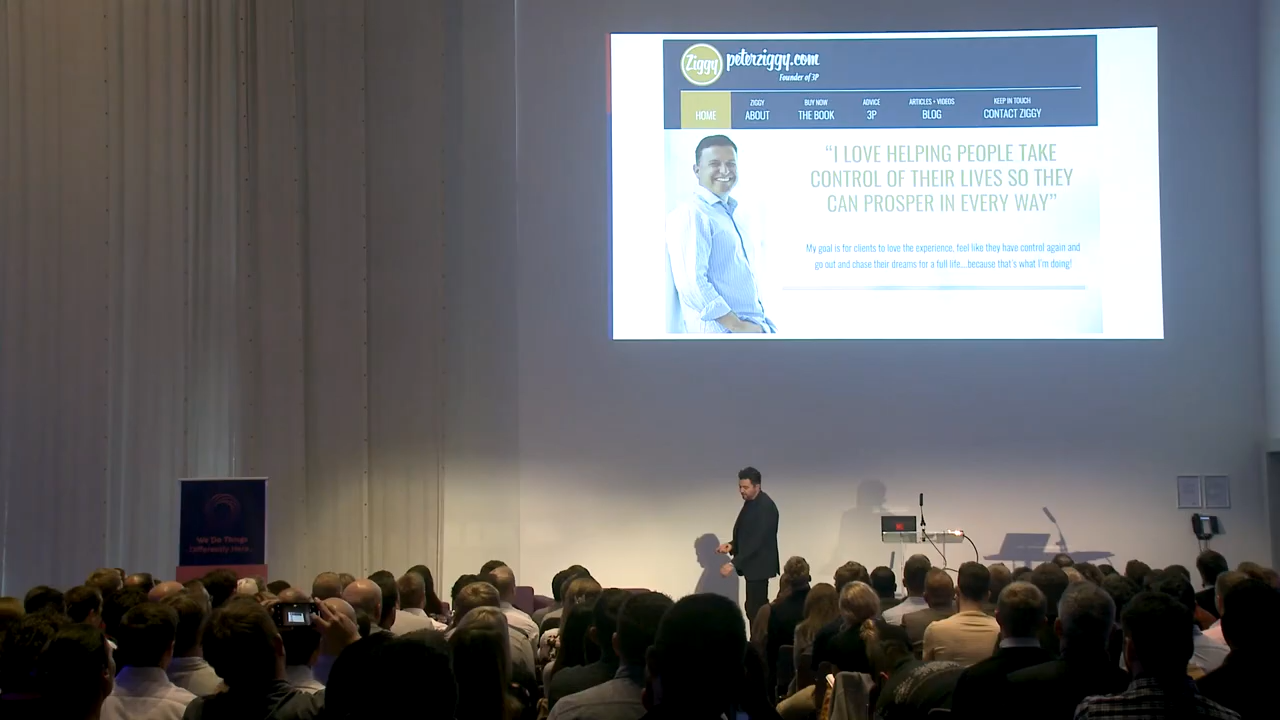 Ziggy
peterziggy.com
Founder of 3P
HOME
ZIGGY
ABOUT
BUY NOW
THE BOOK
ADVICE
3P
ARTICLES + VIDEOS
BLOG
KEEP IN TOUCH
CONTACT ZIGGY
“I LOVE HELPING PEOPLE TAKE
CONTROL OF THEIR LIVES SO THEY
CAN PROSPER IN EVERY WAY”
My goal is for clients to love the experience, feel like they have control again and
go out and chase their dreams for a full life...because that's what I'm doing!
We Do Things
Differently Here.